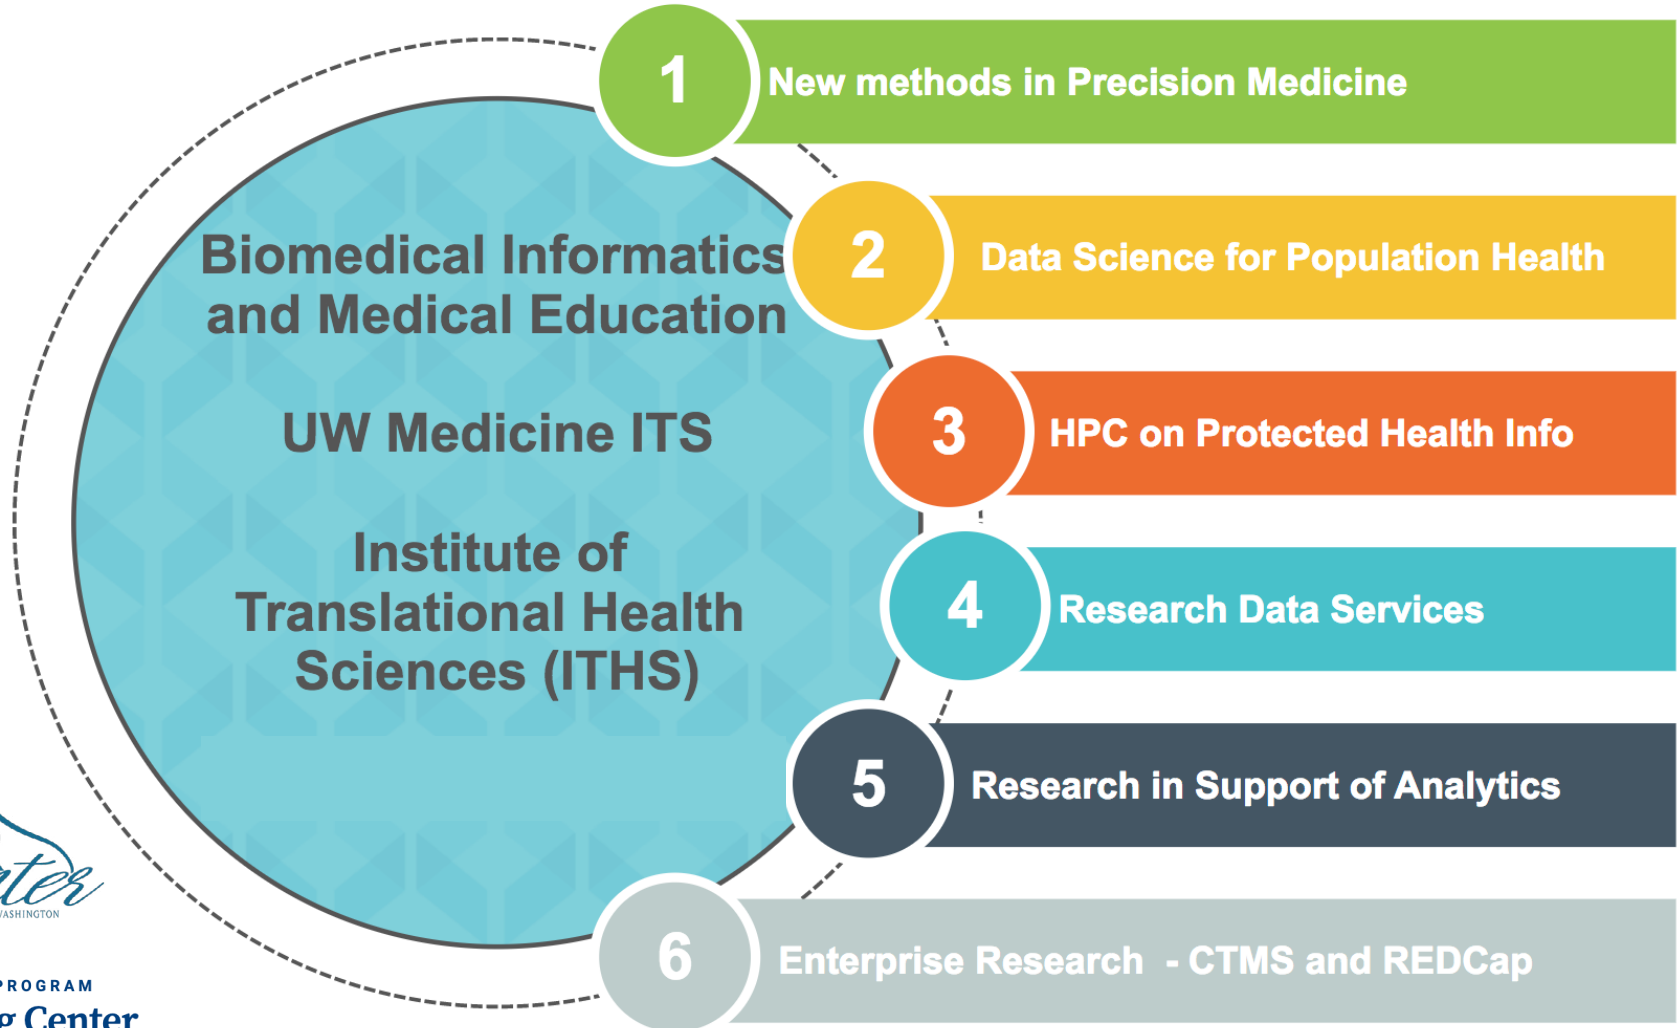 Biomedical Informatics
and Medical Education
UW Medicine ITS
Institute of
Translational Health
Sciences (ITHS)
1 New methods in Precision Medicine
2 Data Science for Population Health
3 HPC on Protected Health Info
4 Research Data Services
5 Research in Support of Analytics
6 Enterprise Research - CTMS and REDCap
PROGRAM
Center